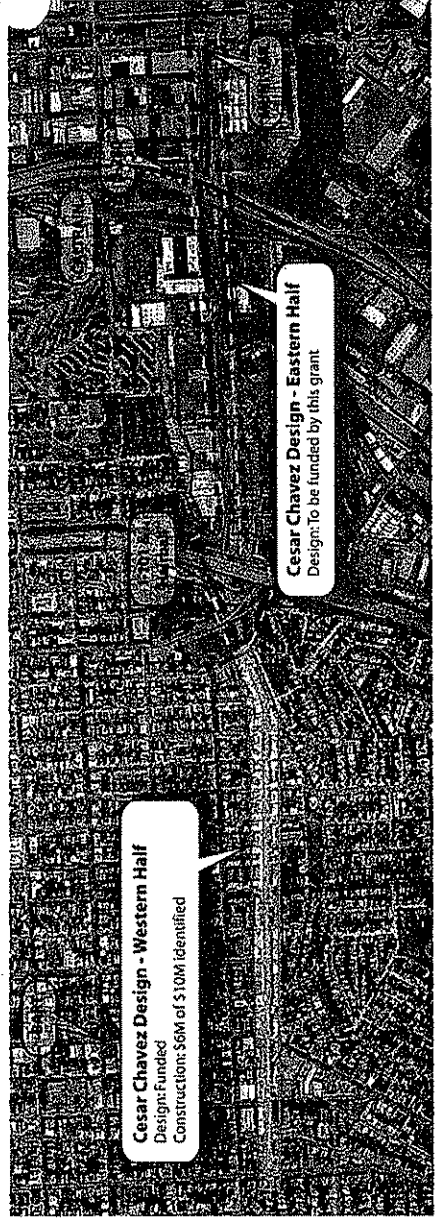 Cesar Chavez Design - Western Half
Design: Funded
Construction: $6M of $10M identified
Cesar Chavez Design - Eastern Half
Design: To be funded by this grant